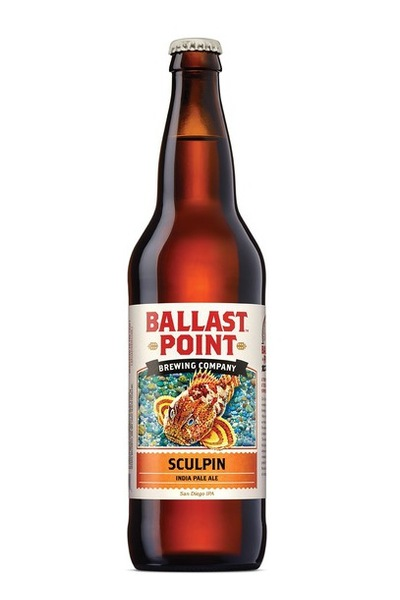 BALLAST
POINT
BREWING COMPANY
SCULPIN
INDIA PALE ALE
San Diego IPA